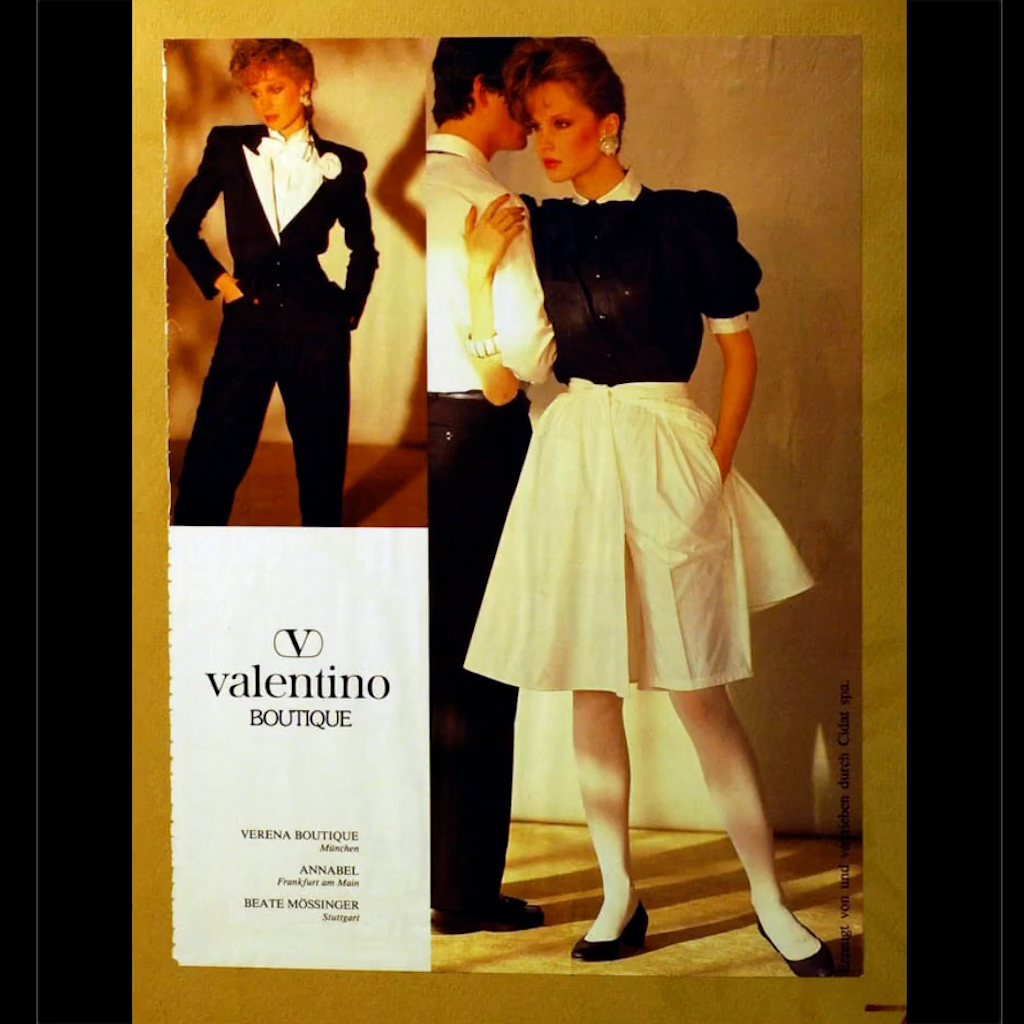 V
valentino
BOUTIQUE
VERENA BOUTIQUE
München
ANNABEL
Frankfurt am Main
BEATE MÖSSINGER
Stuttgart
Erzeugt von und vertrieben durch Cidat spa.